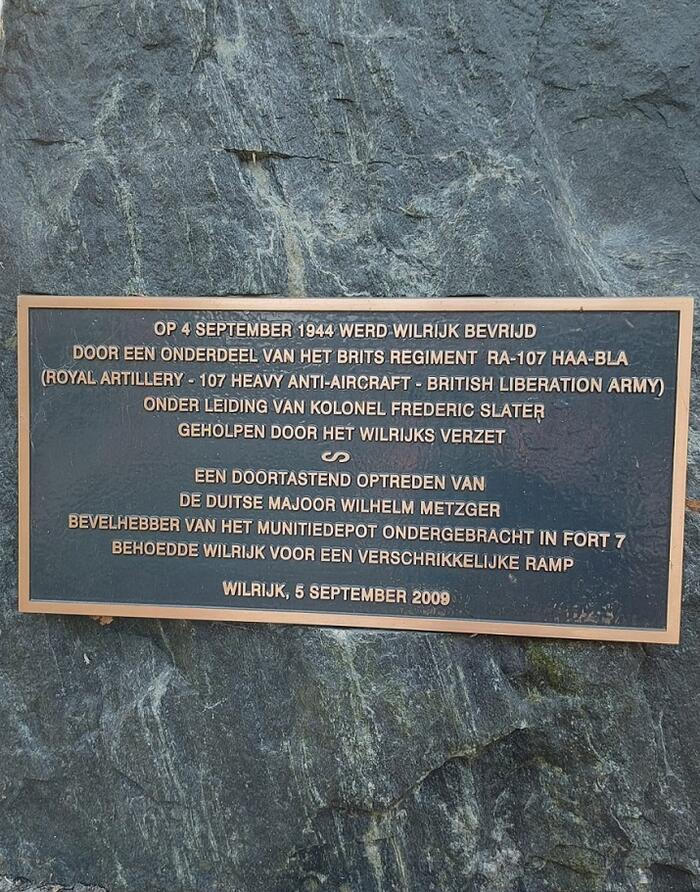 OP 4 SEPTEMBER 1944 WERD WILRIJK BEVRIJD
DOOR EEN ONDERDEEL VAN HET BRITS REGIMENT RA-107 HAA-BLA
(ROYAL ARTILLERY - 107 HEAVY ANTI-AIRCRAFT - BRITISH LIBERATION ARMY)
ONDER LEIDING VAN KOLONEL FREDERIC SLATER
GEHOLPEN DOOR HET WILRIJKS VERZET
EEN DOORTASTEND OPTREDEN VAN
DE DUITSE MAJOOR WILHELM METZGER
BEVELHEBBER VAN HET MUNITIEDEPOT ONDERGEBRACHT IN FORT 7
BEHOEDDE WILRIJK VOOR EEN VERSCHRIKKELIJKE RAMP
WILRIJK, 5 SEPTEMBER 2009